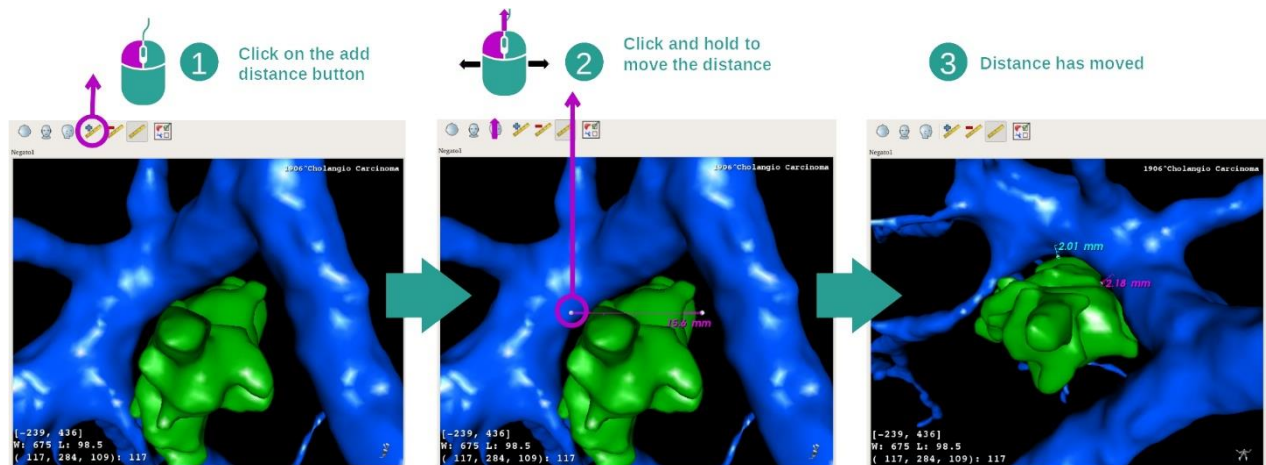 1
Click on the add
distance button
2
Click and hold to
move the distance
3
Distance has moved
Negato1
1906^Cholangio Carcinoma
[-239, 436]
W: 675 L: 98.5
( 117, 284, 109): 117
Negato1
1906^Cholangio Carcinoma
15.6 mm
[-239, 436]
W: 675 L: 98.5
( 117, 284, 109): 117
Negato1
1906^Cholangio Carcinoma
2.01 mm
2.18 mm
[-239, 436]
W: 675 L: 98.5
( 117, 284, 109): 117